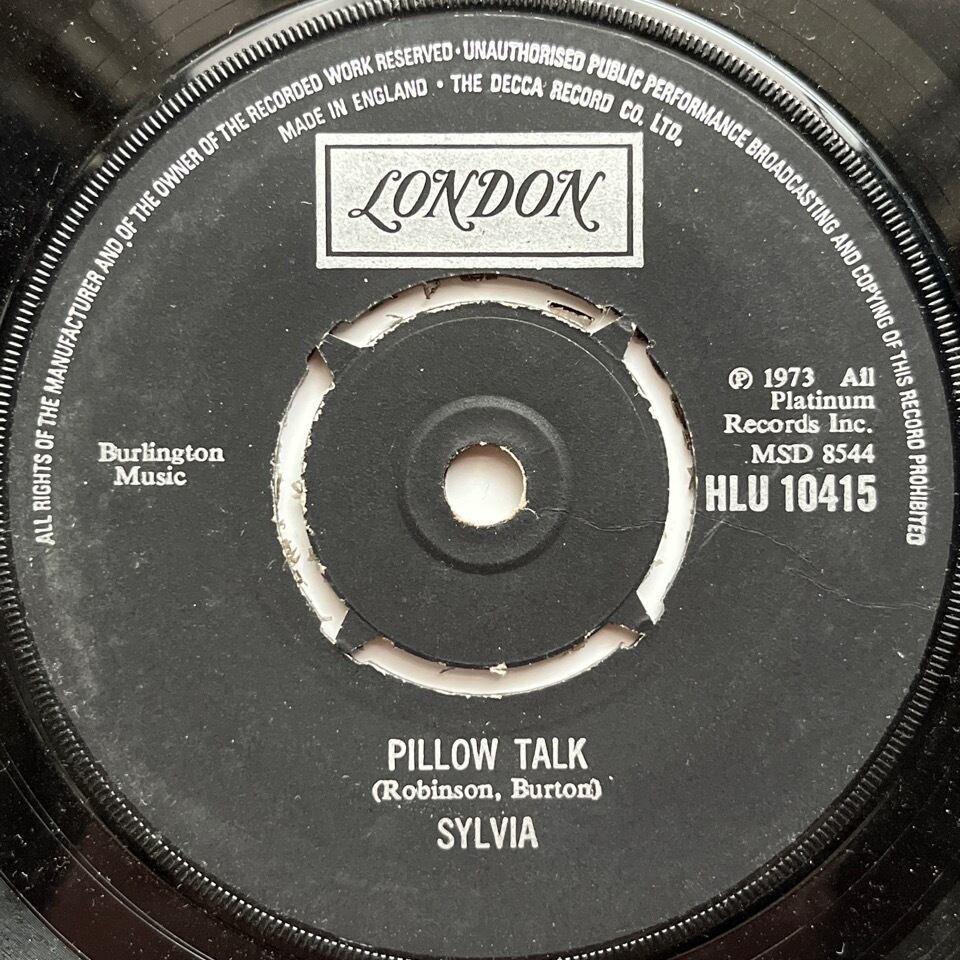 ALL RIGHTS OF THE MANUFACTURER AND OF THE OWNER OF THE RECORDED WORK RESERVED · UNAUTHORISED PUBLIC PERFORMANCE BROADCASTING AND COPYING OF THIS RECORD PROHIBITED
MADE IN ENGLAND · THE DECCA RECORD CO. LTD.
LONDON
Burlington
Music
℗ 1973 All
Platinum
Records Inc.
MSD 8544
HLU 10415
PILLOW TALK
(Robinson, Burton)
SYLVIA